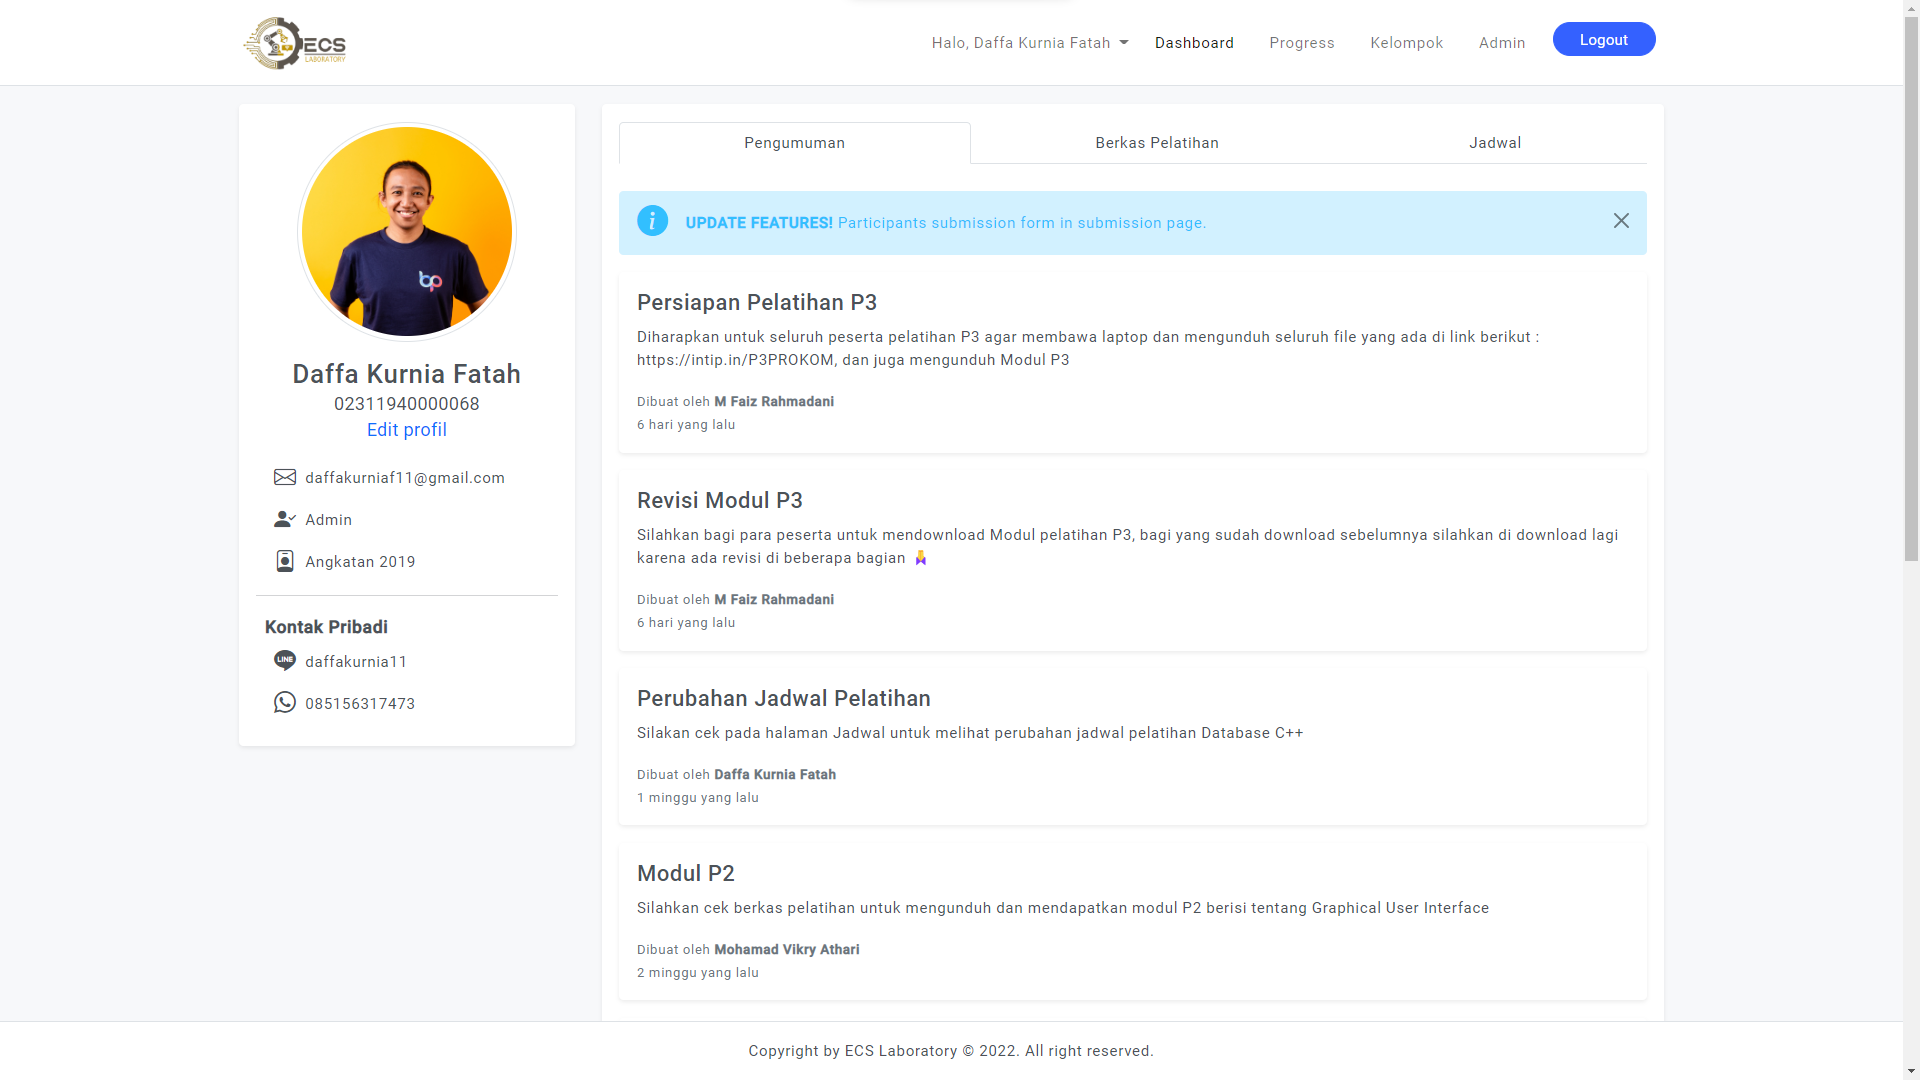 ECS
LABORATORY
Halo, Daffa Kurnia Fatah
Dashboard
Progress
Kelompok
Admin
Logout
bp
Daffa Kurnia Fatah
02311940000068
Edit profil
daffakurniaf11@gmail.com
Admin
Angkatan 2019
Kontak Pribadi
LINE
daffakurnia11
085156317473
Pengumuman
Berkas Pelatihan
Jadwal
UPDATE FEATURES! Participants submission form in submission page.
Persiapan Pelatihan P3
Diharapkan untuk seluruh peserta pelatihan P3 agar membawa laptop dan mengunduh seluruh file yang ada di link berikut :
https://intip.in/P3PROKOM, dan juga mengunduh Modul P3
Dibuat oleh M Faiz Rahmadani
6 hari yang lalu
Revisi Modul P3
Silahkan bagi para peserta untuk mendownload Modul pelatihan P3, bagi yang sudah download sebelumnya silahkan di download lagi
karena ada revisi di beberapa bagian
Dibuat oleh M Faiz Rahmadani
6 hari yang lalu
Perubahan Jadwal Pelatihan
Silakan cek pada halaman Jadwal untuk melihat perubahan jadwal pelatihan Database C++
Dibuat oleh Daffa Kurnia Fatah
1 minggu yang lalu
Modul P2
Silahkan cek berkas pelatihan untuk mengunduh dan mendapatkan modul P2 berisi tentang Graphical User Interface
Dibuat oleh Mohamad Vikry Athari
2 minggu yang lalu
Copyright by ECS Laboratory © 2022. All right reserved.